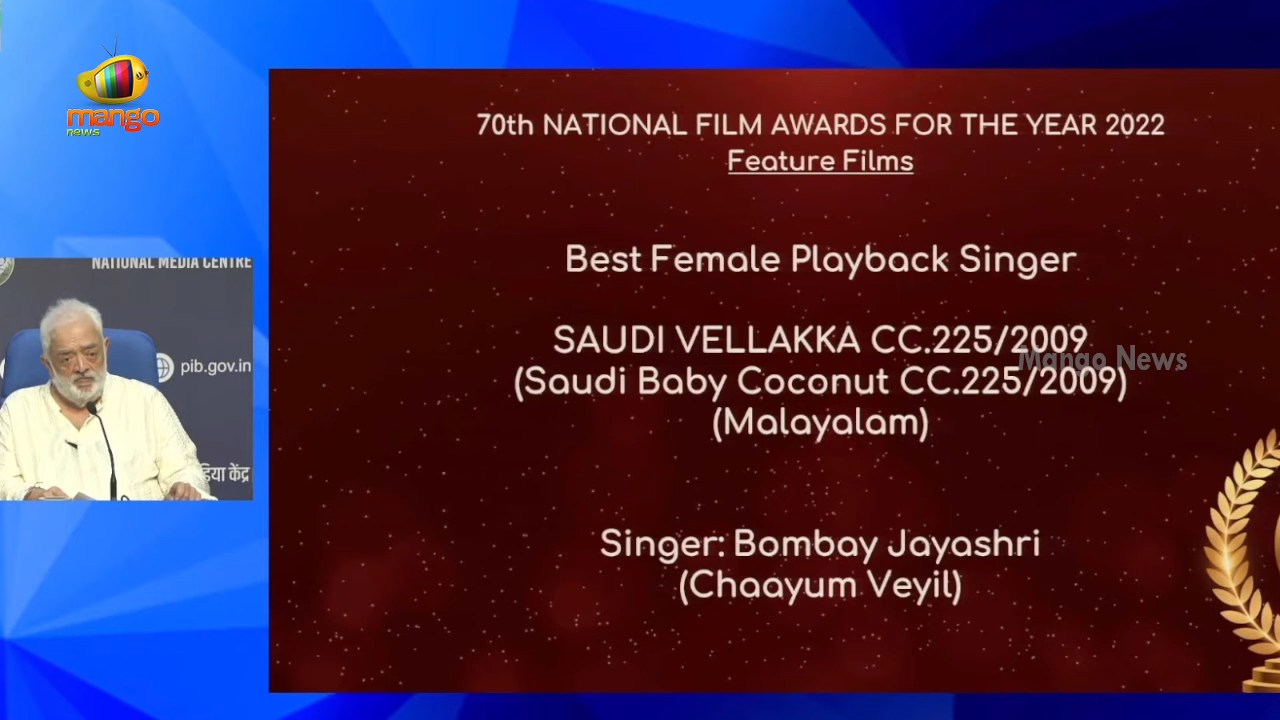 mango
news
NATIONAL MEDIA CENTRE
pib.gov.in
केंद्र
70th NATIONAL FILM AWARDS FOR THE YEAR 2022
Feature Films
Best Female Playback Singer
SAUDI VELLAKKA CC.225/2009
Mango News
(Saudi Baby Coconut CC.225/2009)
(Malayalam)
Singer: Bombay Jayashri
(Chaayum Veyil)